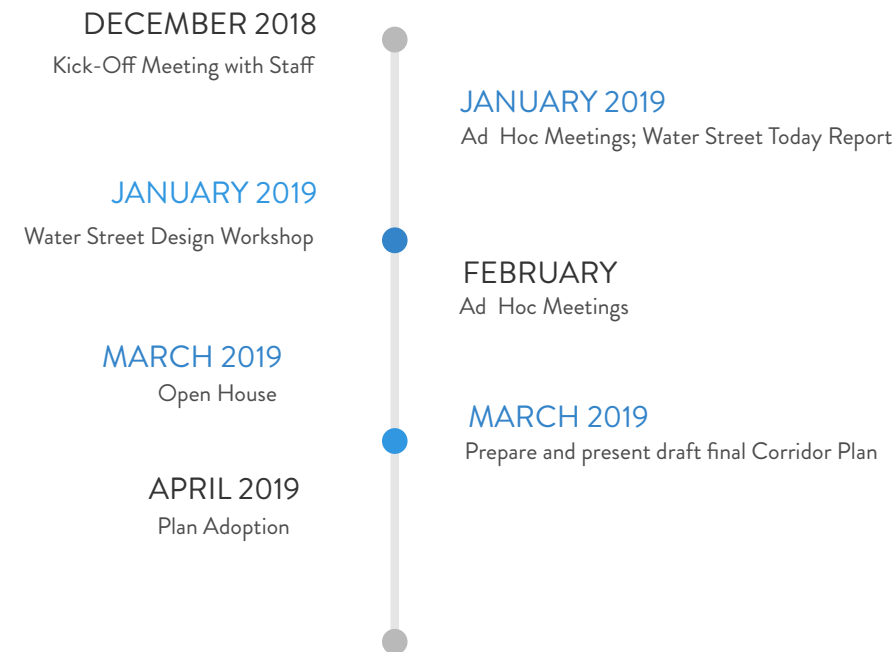 DECEMBER 2018
Kick-Off Meeting with Staff
JANUARY 2019
Ad Hoc Meetings; Water Street Today Report
JANUARY 2019
Water Street Design Workshop
FEBRUARY
Ad Hoc Meetings
MARCH 2019
Open House
MARCH 2019
Prepare and present draft final Corridor Plan
APRIL 2019
Plan Adoption